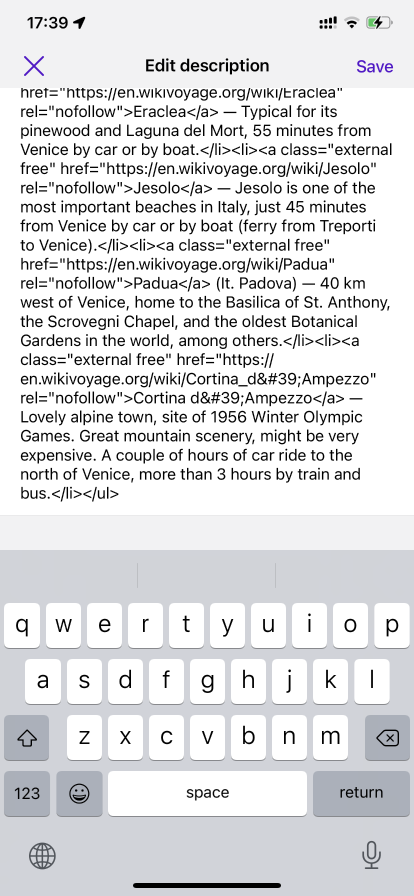 17:39
Edit description
Save
href="https://en.wikivoyage.org/wiki/Eraclea"
rel="nofollow">Eraclea</a> — Typical for its
pinewood and Laguna del Mort, 55 minutes from
Venice by car or by boat.</li><li><a class="external
free" href="https://en.wikivoyage.org/wiki/Jesolo"
rel="nofollow">Jesolo</a> — Jesolo is one of the
most important beaches in Italy, just 45 minutes
from Venice by car or by boat (ferry from Treporti
to Venice).</li><li><a class="external free"
href="https://en.wikivoyage.org/wiki/Padua"
rel="nofollow">Padua</a> (It. Padova) — 40 km
west of Venice, home to the Basilica of St. Anthony,
the Scrovegni Chapel, and the oldest Botanical
Gardens in the world, among others.</li><li><a
class="external free" href="https://
en.wikivoyage.org/wiki/Cortina_d&#39;Ampezzo"
rel="nofollow">Cortina d&#39;Ampezzo</a> —
Lovely alpine town, site of 1956 Winter Olympic
Games. Great mountain scenery, might be very
expensive. A couple of hours of car ride to the
north of Venice, more than 3 hours by train and
bus.</li></ul>
q w e r t y u i o p
a s d f g h j k l
z x c v b n m
123 space return